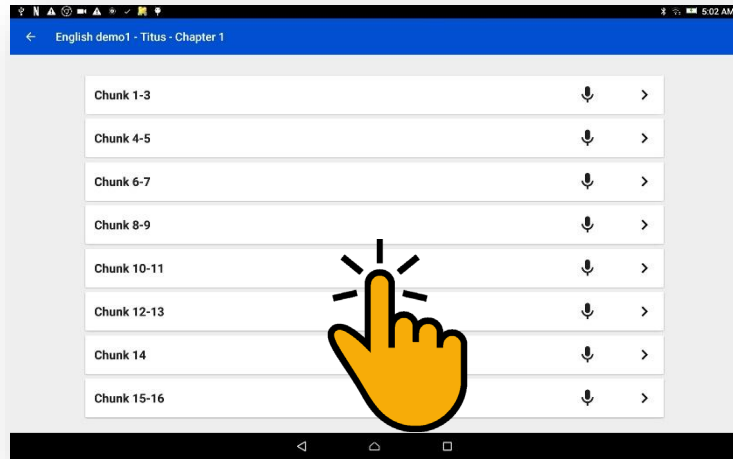 5:02 AM
English demo1 - Titus - Chapter 1
Chunk 1-3
Chunk 4-5
Chunk 6-7
Chunk 8-9
Chunk 10-11
Chunk 12-13
Chunk 14
Chunk 15-16